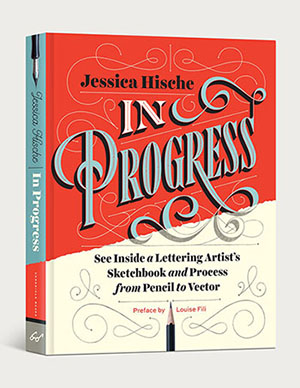 Jessica Hische
IN
PROGRESS
See Inside a Lettering Artist's
Sketchbook and Process
from Pencil to Vector
Preface by Louise Fili
Jessica Hische
In Progress